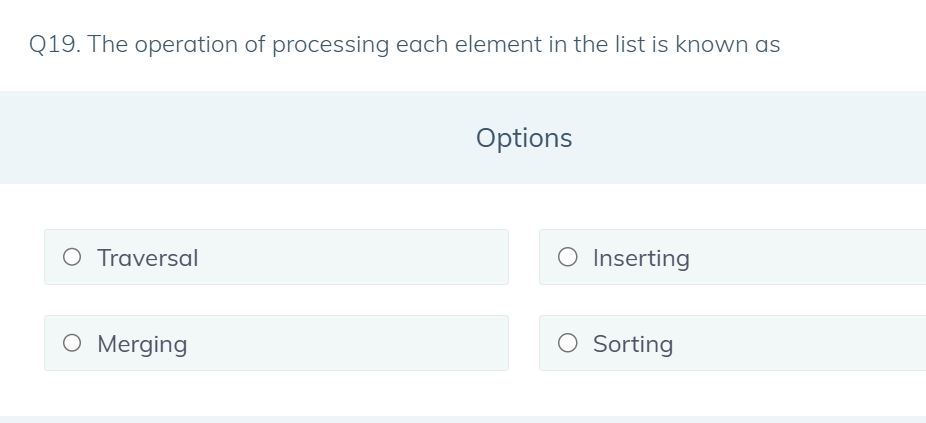 Q19. The operation of processing each element in the list is known as
Options
Traversal
Inserting
Merging
Sorting